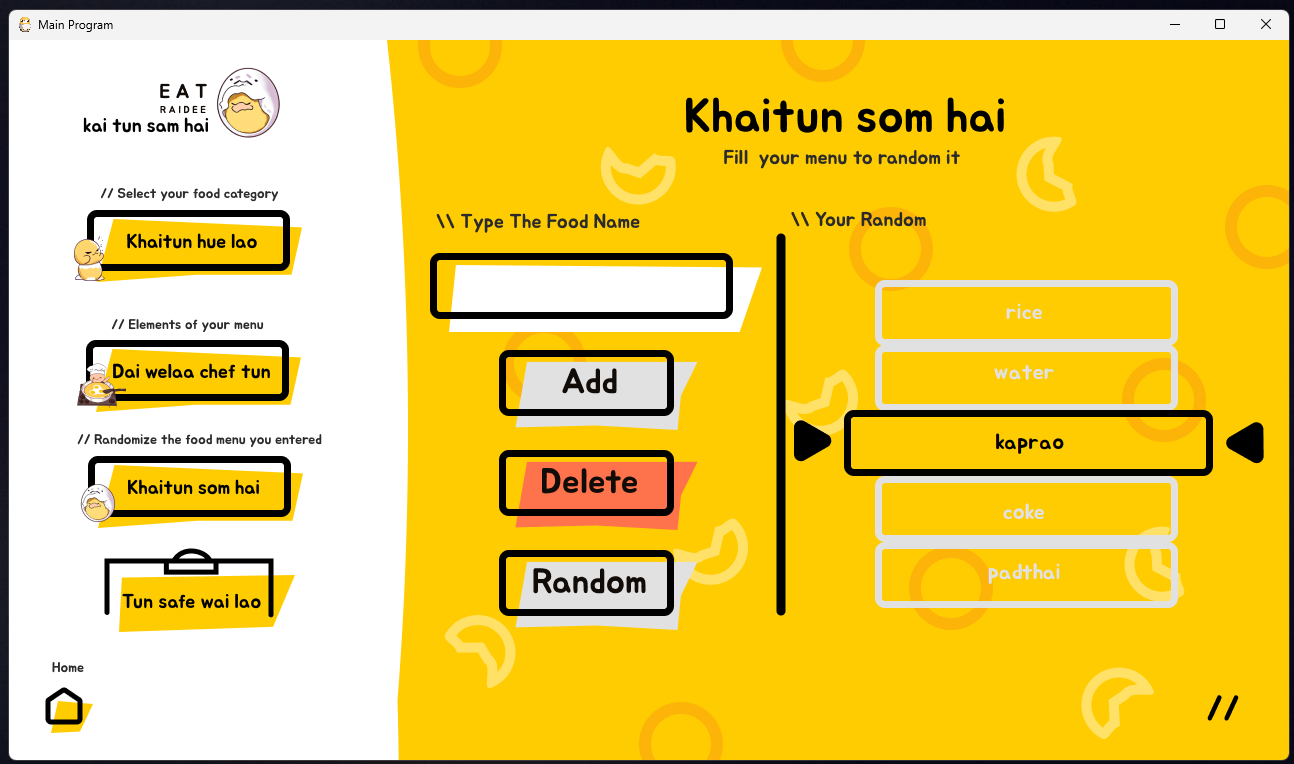 Main Program
EAT
RAIDEE
kai tun sam hai
// Select your food category
Khaitun hue lao
// Elements of your menu
Dai welaa chef tun
// Randomize the food menu you entered
Khaitun som hai
Tun safe wai lao
Home
Khaitun som hai
Fill your menu to random it
\\ Type The Food Name
Add
Delete
Random
\\ Your Random
rice
water
kaprao
coke
padthai
//